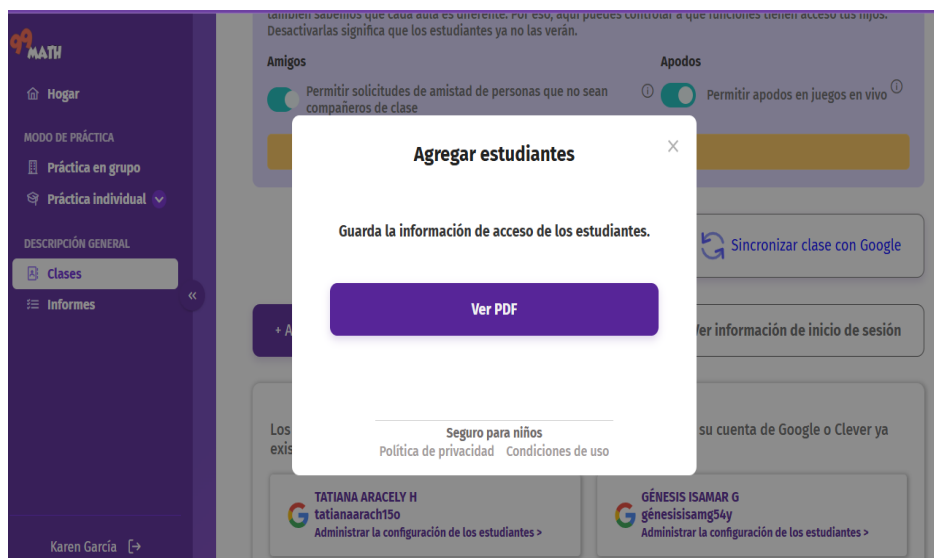 99
MATH
Hogar
MODO DE PRÁCTICA
Práctica en grupo
Práctica individual
DESCRIPCIÓN GENERAL
Clases
Informes
Karen García
también sabemos que cada aula es diferente. Por eso, aquí puedes controlar a qué funciones tienen acceso tus hijos.
Desactivarlas significa que los estudiantes ya no las verán.
Amigos
Permitir solicitudes de amistad de personas que no sean
compañeros de clase
Apodos
Permitir apodos en juegos en vivo
Agregar estudiantes
Guarda la información de acceso de los estudiantes.
Ver PDF
Seguro para niños
Política de privacidad Condiciones de uso
Sincronizar clase con Google
+ A
er información de inicio de sesión
Los
su cuenta de Google o Clever ya
exis
TATIANA ARACELY H
tatianaarach15o
Administrar la configuración de los estudiantes >
GÉNESIS ISAMAR G
génesisisamg54y
Administrar la configuración de los estudiantes >